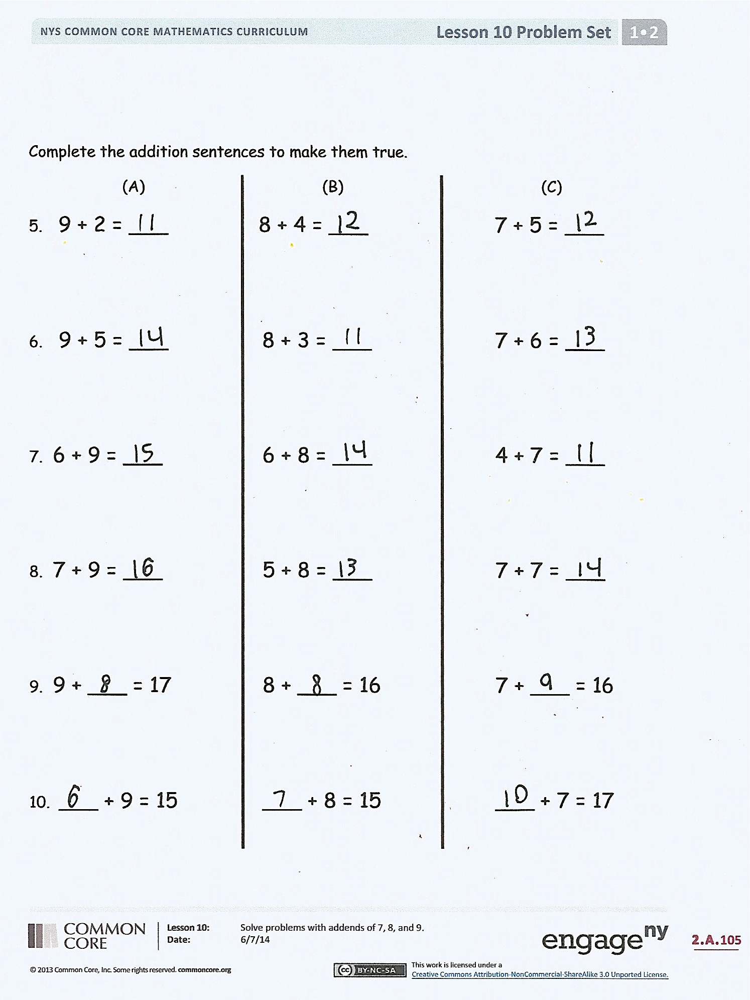 NYS COMMON CORE MATHEMATICS CURRICULUM Lesson 10 Problem Set 1•2
Complete the addition sentences to make them true.
(A) (B) (C)
5. 9 + 2 = 11 8 + 4 = 12 7 + 5 = 12
6. 9 + 5 = 14 8 + 3 = 11 7 + 6 = 13
7. 6 + 9 = 15 6 + 8 = 14 4 + 7 = 11
8. 7 + 9 = 16 5 + 8 = 13 7 + 7 = 14
9. 9 + 8 = 17 8 + 8 = 16 7 + 9 = 16
10. 6 + 9 = 15 7 + 8 = 15 10 + 7 = 17
COMMON CORE
Lesson 10: Solve problems with addends of 7, 8, and 9.
Date: 6/7/14
engageny 2.A.105
© 2013 Common Core, Inc. Some rights reserved. commoncore.org
cc BY-NC-SA
This work is licensed under a
Creative Commons Attribution-NonCommercial-ShareAlike 3.0 Unported License.